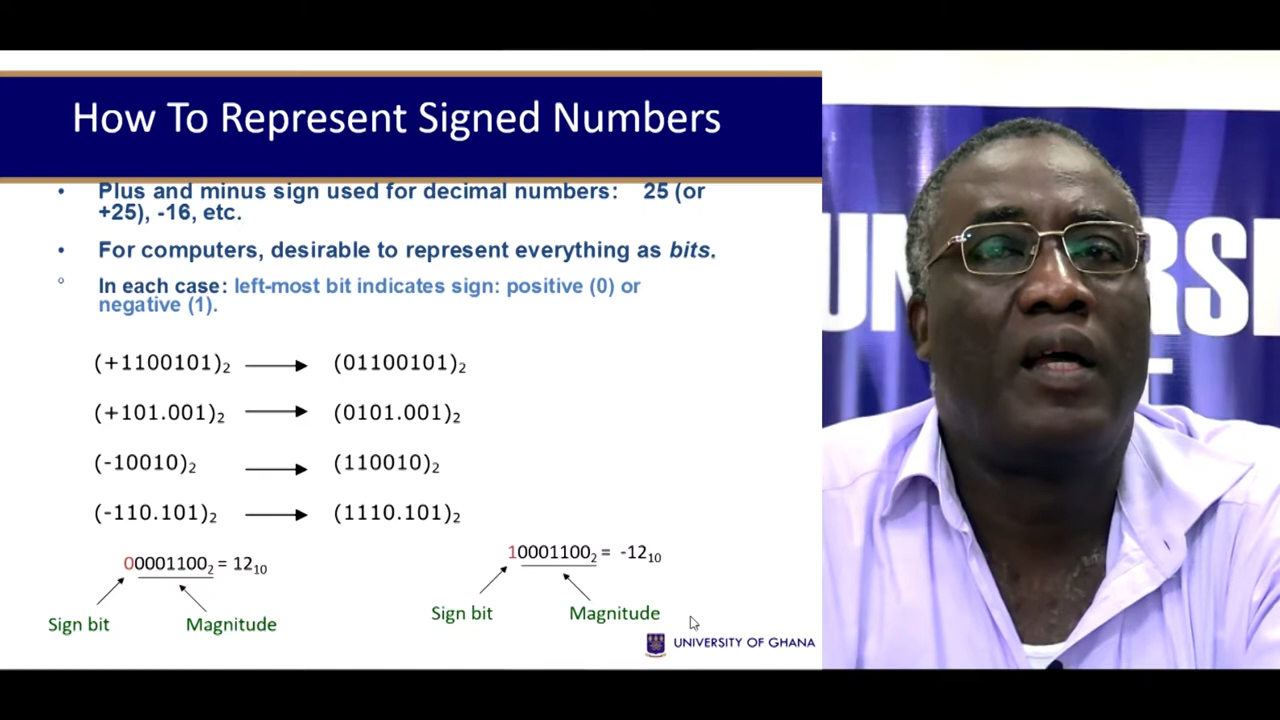 How To Represent Signed Numbers
• Plus and minus sign used for decimal numbers: 25 (or
+25), -16, etc.
• For computers, desirable to represent everything as bits.
° In each case: left-most bit indicates sign: positive (0) or
negative (1).
(+1100101)₂ → (01100101)₂
(+101.001)₂ → (0101.001)₂
(-10010)₂ → (110010)₂
(-110.101)₂ → (1110.101)₂
00001100₂ = 12₁₀
10001100₂ = -12₁₀
Sign bit Magnitude
Sign bit Magnitude
UNIVERSITY OF GHANA